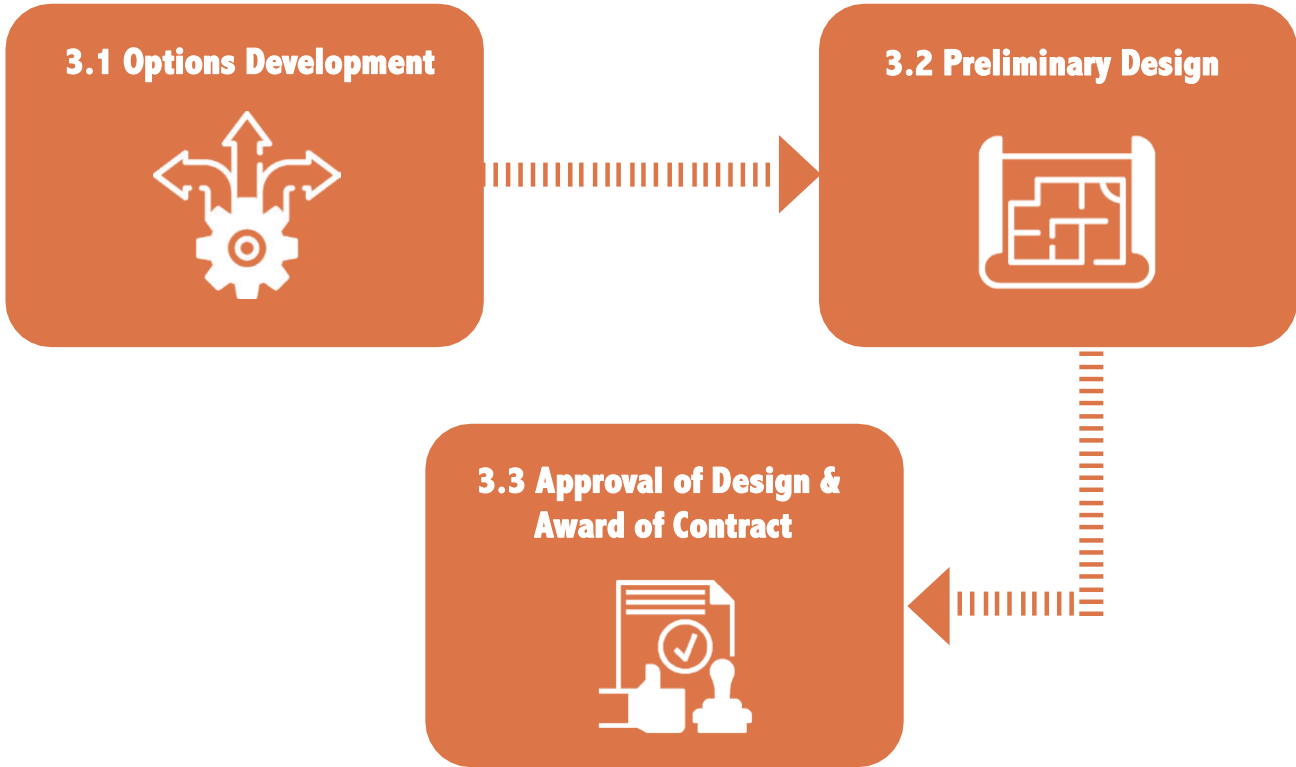 3.1 Options Development
3.2 Preliminary Design
3.3 Approval of Design &
Award of Contract